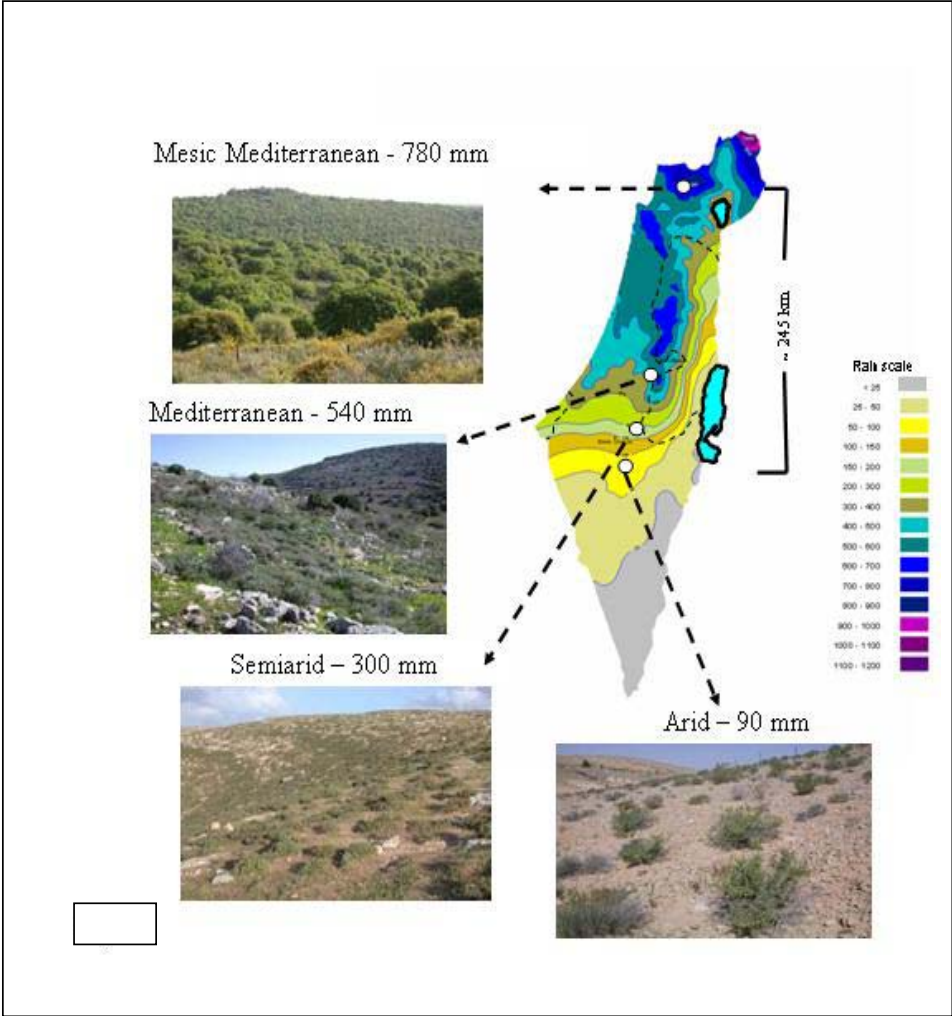 Mesic Mediterranean - 780 mm
Mediterranean - 540 mm
Semiarid – 300 mm
Arid – 90 mm
~ 245 km
Rain scale
< 25
25 - 50
50 - 100
100 - 150
150 - 200
200 - 300
300 - 400
400 - 500
500 - 600
600 - 700
700 - 800
800 - 900
900 - 1000
1000 - 1100
1100 - 1200